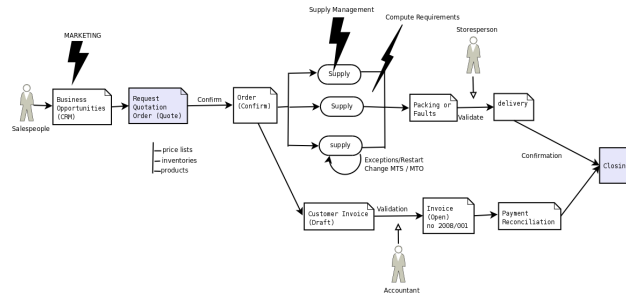 Supply Management
Compute Requirements
MARKETING
Storesperson
Salespeople
Business
Opportunities
(CRM)
Request
Quotation
Order (Quote)
Confirm
price lists
inventories
products
Order
(Confirm)
Supply
Supply
supply
Exceptions/Restart
Change MTS / MTO
Packing or
Faults
Validate
delivery
Confirmation
Closin
Customer Invoice
(Draft)
Validation
Invoice
(Open)
no 2008/001
Payment
Reconciliation
Accountant